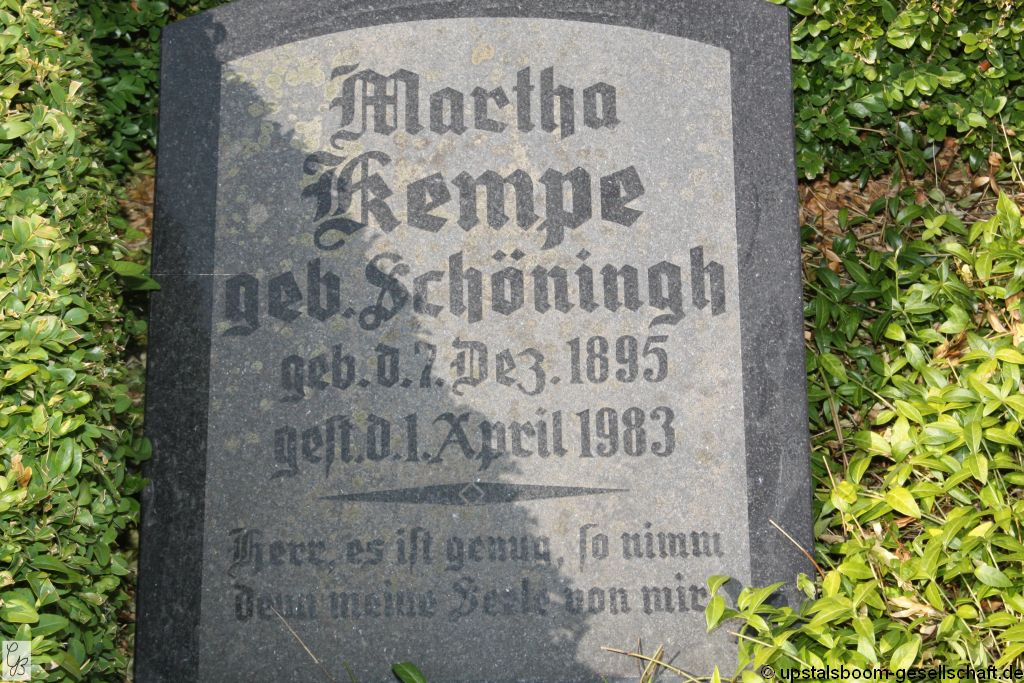 Martha
Kempe
geb. Schöningh
geb. d. 7. Dez. 1895
gest. d. 1. April 1983
Herr, es ist genug, so nimm
denn meine Seele von mir
GB
© upstalsboom-gesellschaft.de